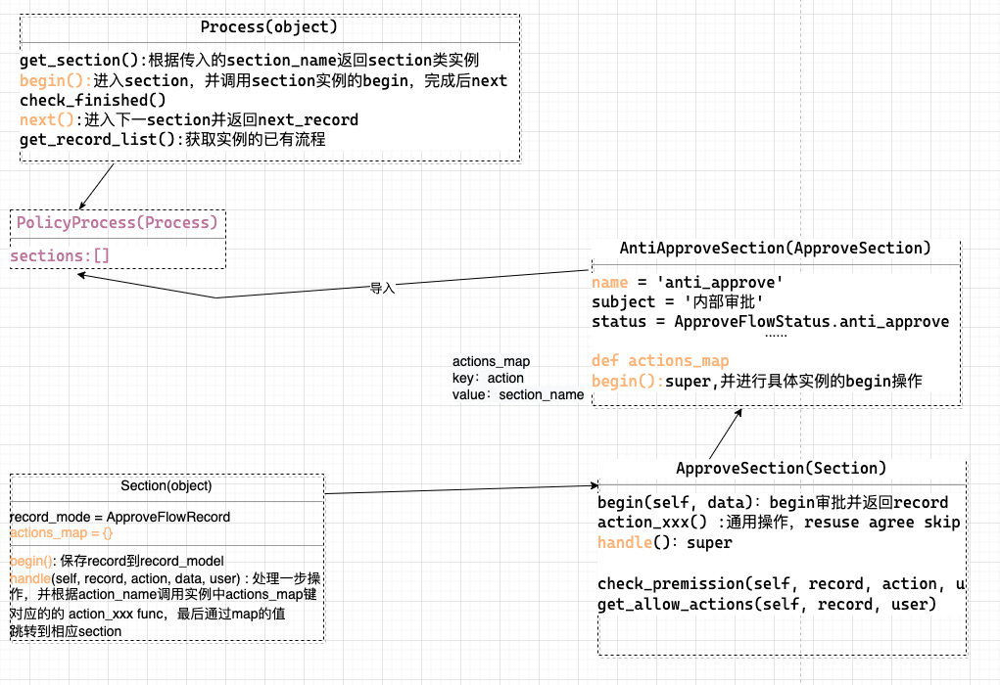 Process(object)
get_section():根据传入的section_name返回section类实例
begin():进入section，并调用section实例的begin，完成后next
check_finished()
next():进入下一section并返回next_record
get_record_list():获取实例的已有流程
PolicyProcess(Process)
sections:[]
导入
AntiApproveSection(ApproveSection)
name = 'anti_approve'
subject = '内部审批'
status = ApproveFlowStatus.anti_approve
······
def actions_map
begin():super,并进行具体实例的begin操作
actions_map
key：action
value：section_name
Section(object)
record_mode = ApproveFlowRecord
actions_map = {}
begin(): 保存record到record_model
handle(self, record, action, data, user) : 处理一步操
作，并根据action_name调用实例中actions_map键
对应的的 action_xxx func，最后通过map的值
跳转到相应section
ApproveSection(Section)
begin(self, data)：begin审批并返回record
action_xxx() :通用操作，resuse agree skip
handle()：super
check_premission(self, record, action, u
get_allow_actions(self, record, user)